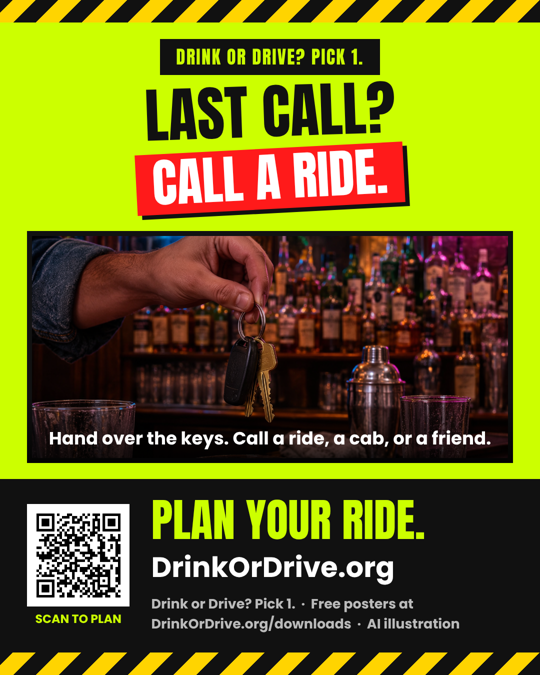 DRINK OR DRIVE? PICK 1.
LAST CALL?
CALL A RIDE.
Hand over the keys. Call a ride, a cab, or a friend.
PLAN YOUR RIDE.
DrinkOrDrive.org
SCAN TO PLAN
Drink or Drive? Pick 1. · Free posters at
DrinkOrDrive.org/downloads · AI illustration